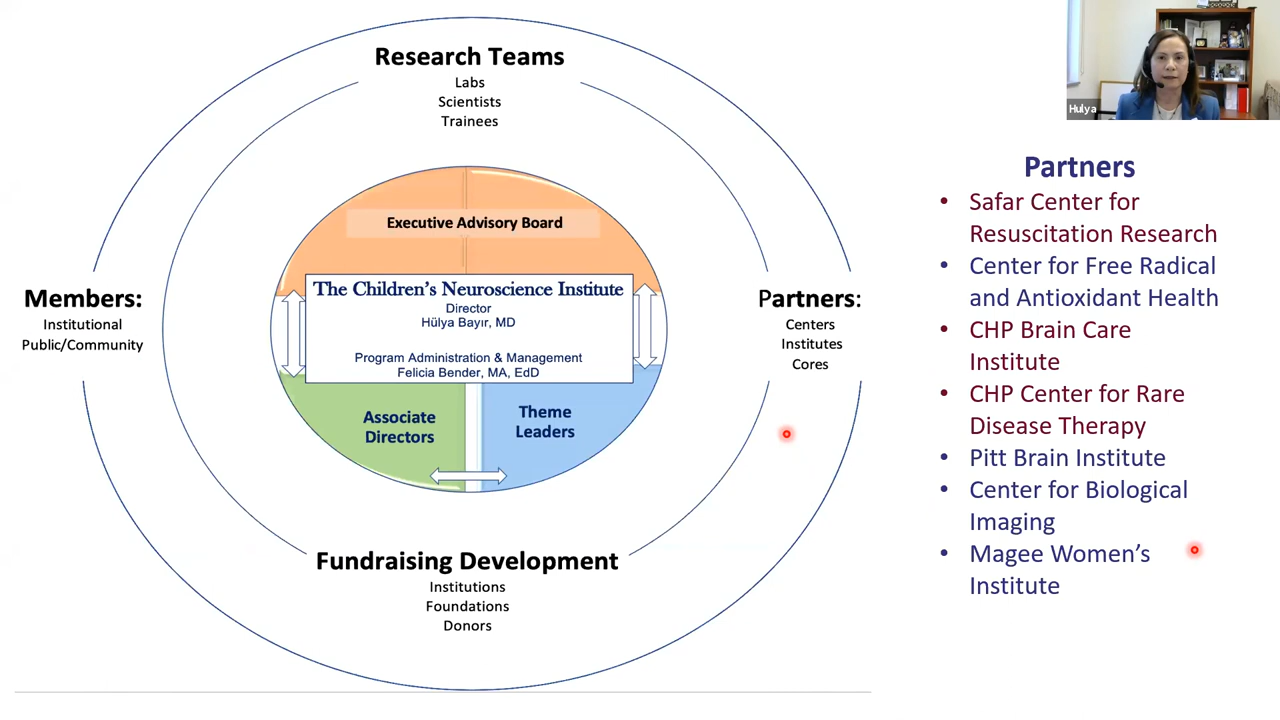 Research Teams
Labs
Scientists
Trainees
Executive Advisory Board
The Children's Neuroscience Institute
Director
Hülya Bayır, MD
Program Administration & Management
Felicia Bender, MA, EdD
Associate
Directors
Theme
Leaders
Members:
Institutional
Public/Community
Partners:
Centers
Institutes
Cores
Fundraising Development
Institutions
Foundations
Donors
Hulya
Partners
• Safar Center for
Resuscitation Research
• Center for Free Radical
and Antioxidant Health
• CHP Brain Care
Institute
• CHP Center for Rare
Disease Therapy
• Pitt Brain Institute
• Center for Biological
Imaging
• Magee Women's
Institute